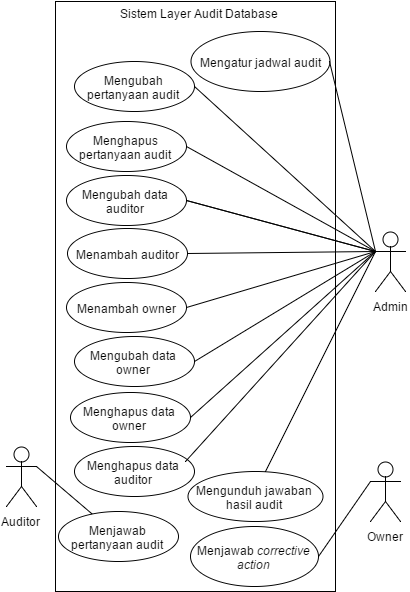 Sistem Layer Audit Database
Mengatur jadwal audit
Mengubah
pertanyaan audit
Menghapus
pertanyaan audit
Mengubah data
auditor
Menambah auditor
Menambah owner
Mengubah data
owner
Menghapus data
owner
Menghapus data
auditor
Mengunduh jawaban
hasil audit
Menjawab
pertanyaan audit
Menjawab corrective
action
Admin
Auditor
Owner